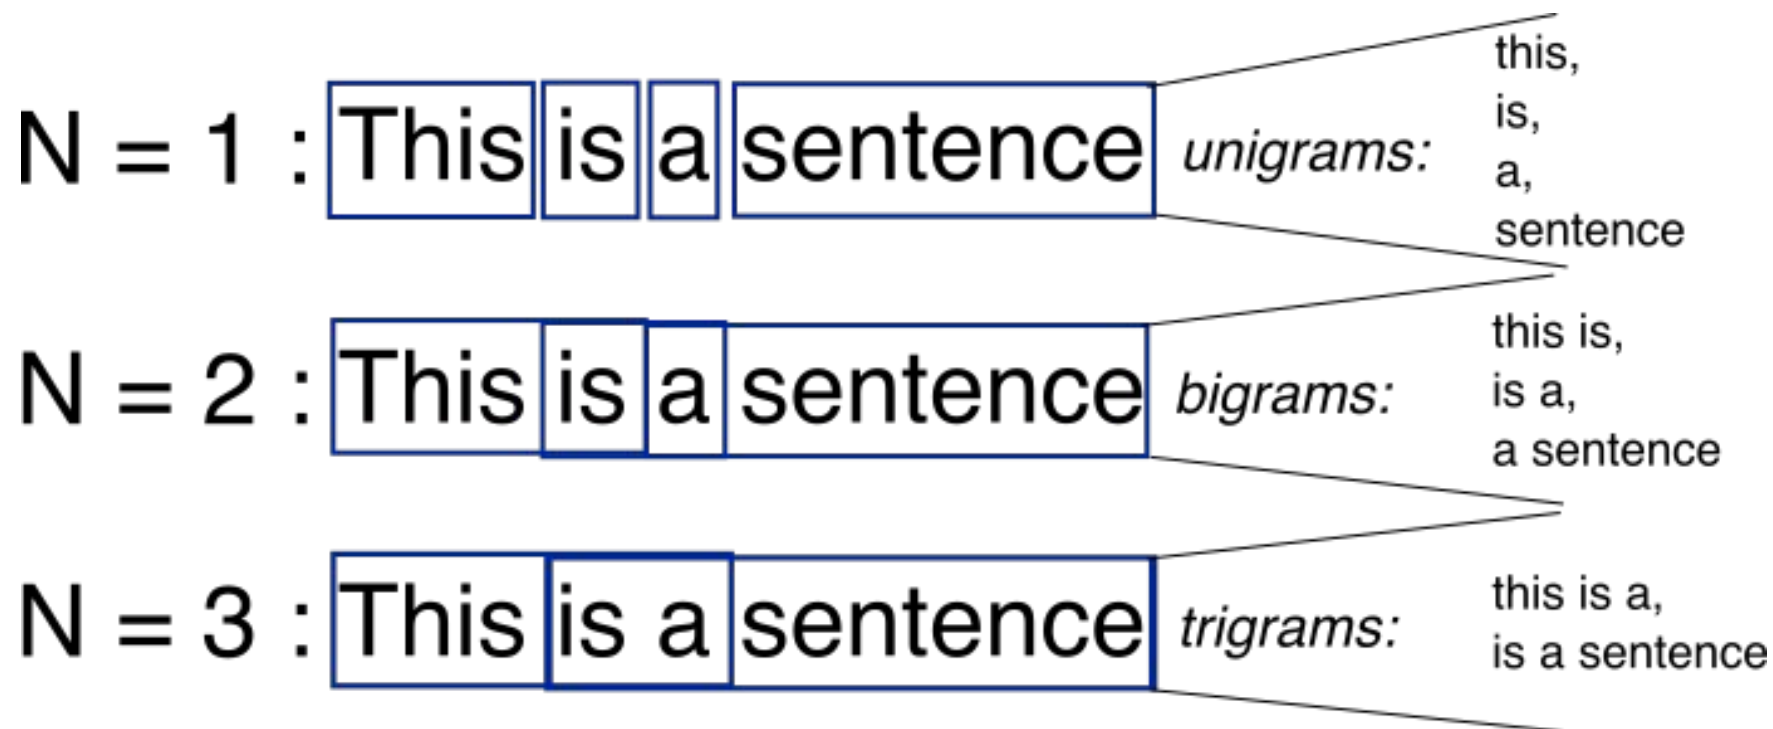 N = 1 : This is a sentence unigrams:
this,
is,
a,
sentence
N = 2 : This is a sentence bigrams:
this is,
is a,
a sentence
N = 3 : This is a sentence trigrams:
this is a,
is a sentence